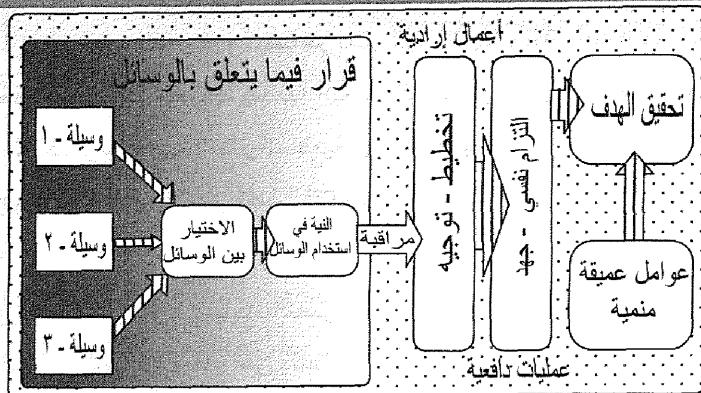 أعمال إرادية
قرار فيما يتعلق بالوسائل
وسيلة - ١
وسيلة - ٢
وسيلة - ٣
الاختيار
بين الوسائل
النية في
استخدام الوسائل
مراقبة
تخطيط - توجيه
التزام نفسي - جهد
تحقيق الهدف
عوامل عميقة
منمية
عمليات دافعية